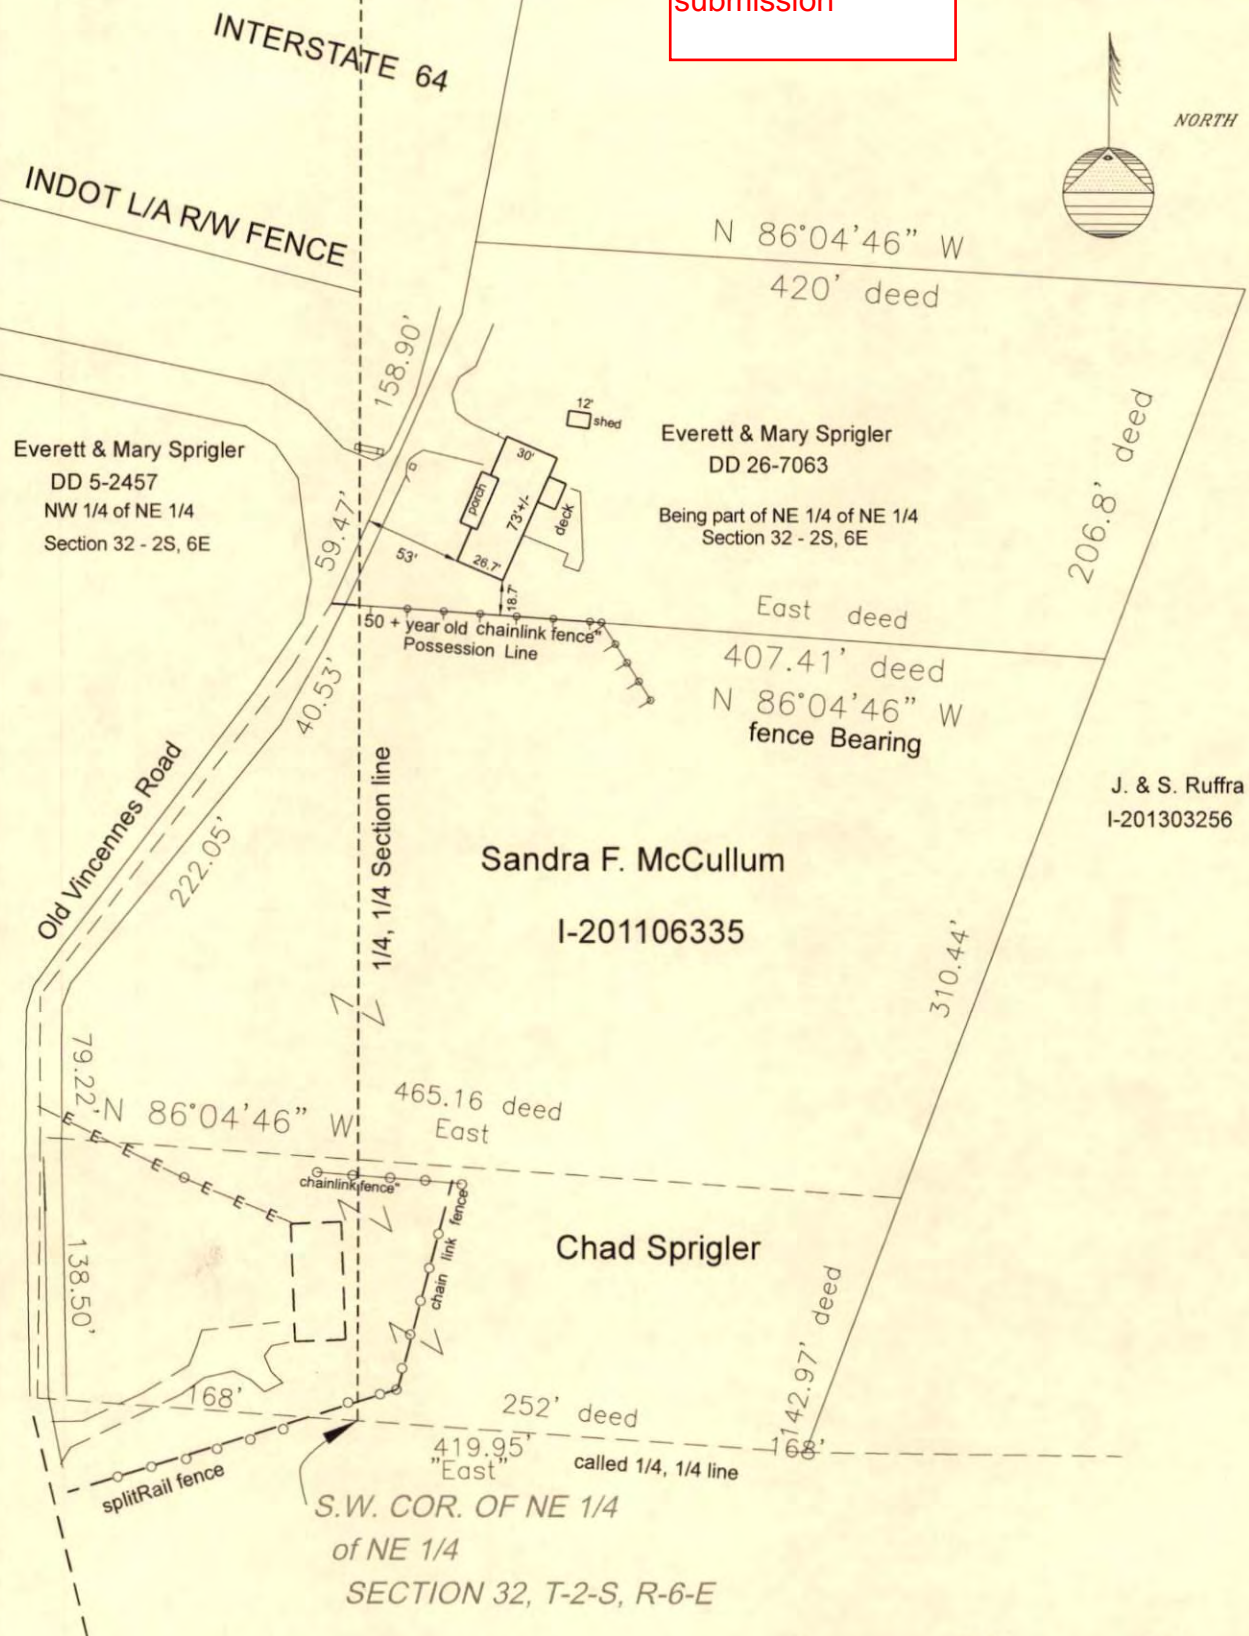 submission
INTERSTATE 64
NORTH
INDOT L/A R/W FENCE
N 86°04'46" W
420' deed
158.90'
12'
shed
Everett & Mary Sprigler
DD 5-2457
NW 1/4 of NE 1/4
Section 32 - 2S, 6E
Everett & Mary Sprigler
DD 26-7063
Being part of NE 1/4 of NE 1/4
Section 32 - 2S, 6E
206.8' deed
30'
porch
73'+/-
deck
59.47'
53'
26.7'
18.7'
50 + year old chainlink fence"
Possession Line
East deed
407.41' deed
N 86°04'46" W
fence Bearing
40.53'
Old Vincennes Road
222.05'
1/4, 1/4 Section line
J. & S. Ruffra
I-201303256
Sandra F. McCullum
I-201106335
310.44'
79.22'
N 86°04'46" W
465.16 deed
East
E
E
E
E
E
E
E
chainlink fence"
chain link fence"
Chad Sprigler
138.50'
142.97' deed
168'
252' deed
419.95'
"East"
called 1/4, 1/4 line
168'
splitRail fence
S.W. COR. OF NE 1/4
of NE 1/4
SECTION 32, T-2-S, R-6-E